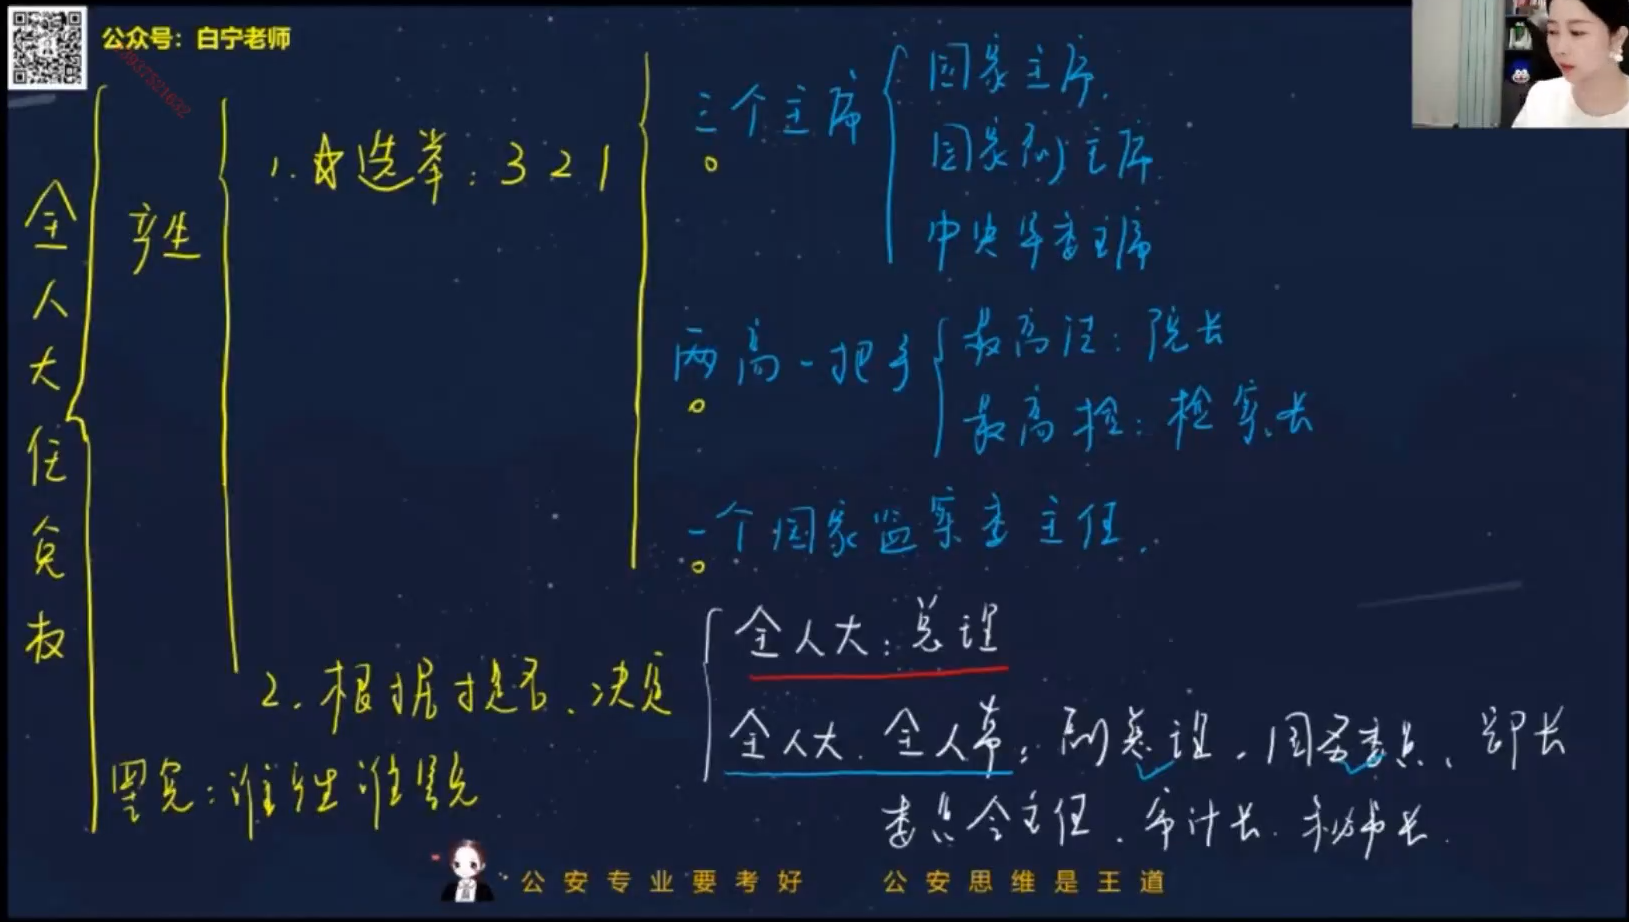 公众号：白宁老师
全人大任免权
产生
1.☆选举：3 2 1
三个主席
国家主席.
国家副主席
中央军委主席
两高一把手
最高法：院长
最高检：检察长
一个国家监察委主任.
2.根据提名、决定
全人大：总理
全人大.全人常：副总理、国务委员、部长
委员会主任、审计长.秘书长.
罢免：谁产生谁罢免
公安专业要考好 公安思维是王道